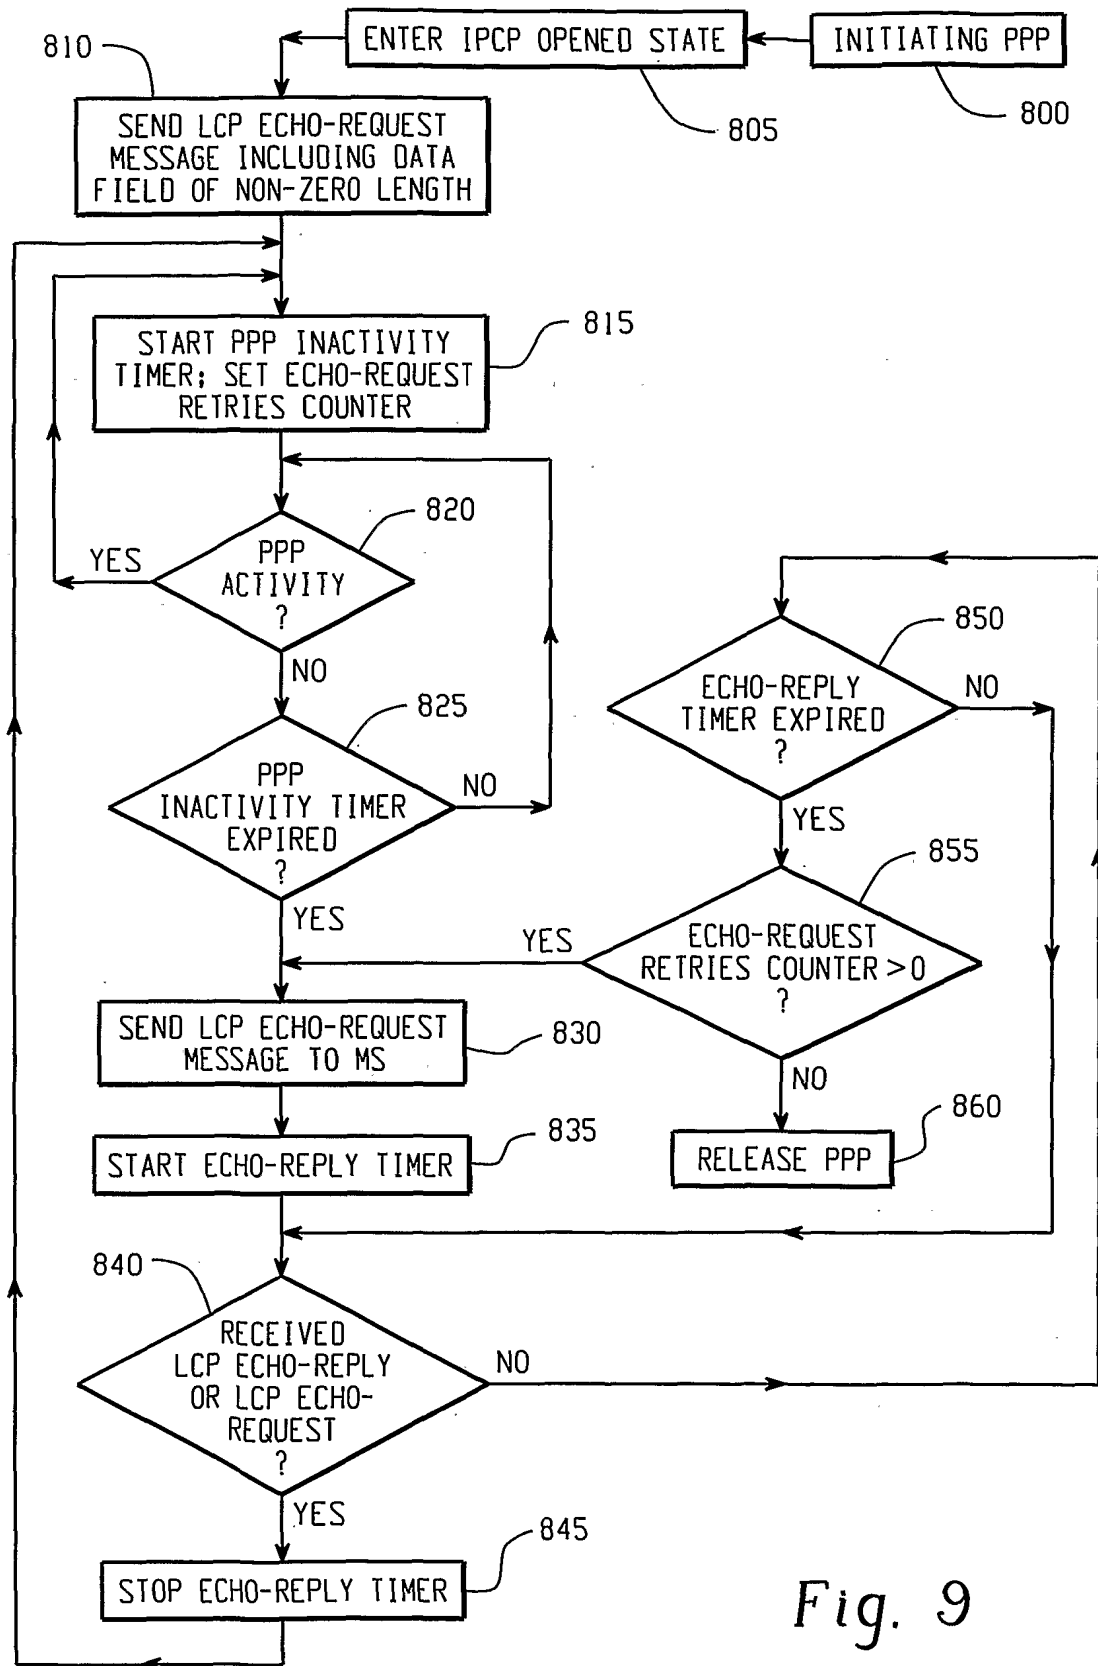 INITIATING PPP
800
ENTER IPCP OPENED STATE
805
810
SEND LCP ECHO-REQUEST
MESSAGE INCLUDING DATA
FIELD OF NON-ZERO LENGTH
START PPP INACTIVITY
TIMER; SET ECHO-REQUEST
RETRIES COUNTER
815
PPP
ACTIVITY
?
820
YES
NO
PPP
INACTIVITY TIMER
EXPIRED
?
825
NO
YES
SEND LCP ECHO-REQUEST
MESSAGE TO MS
830
START ECHO-REPLY TIMER
835
840
RECEIVED
LCP ECHO-REPLY
OR LCP ECHO-
REQUEST
?
NO
YES
STOP ECHO-REPLY TIMER
845
ECHO-REPLY
TIMER EXPIRED
?
850
NO
YES
ECHO-REQUEST
RETRIES COUNTER > 0
?
855
YES
NO
RELEASE PPP
860
Fig. 9